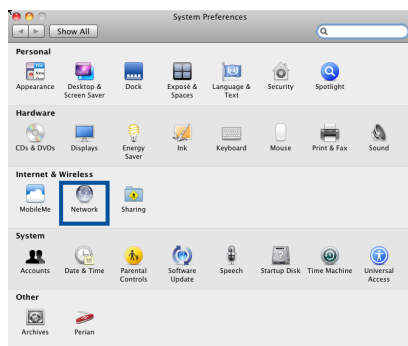 System Preferences
Show All
Personal
Appearance Desktop & Screen Saver Dock Exposé & Spaces Language & Text Security Spotlight
Hardware
CDs & DVDs Displays Energy Saver Ink Keyboard Mouse Print & Fax Sound
Internet & Wireless
MobileMe Network Sharing
System
Accounts Date & Time Parental Controls Software Update Speech Startup Disk Time Machine Universal Access
Other
Archives Perian